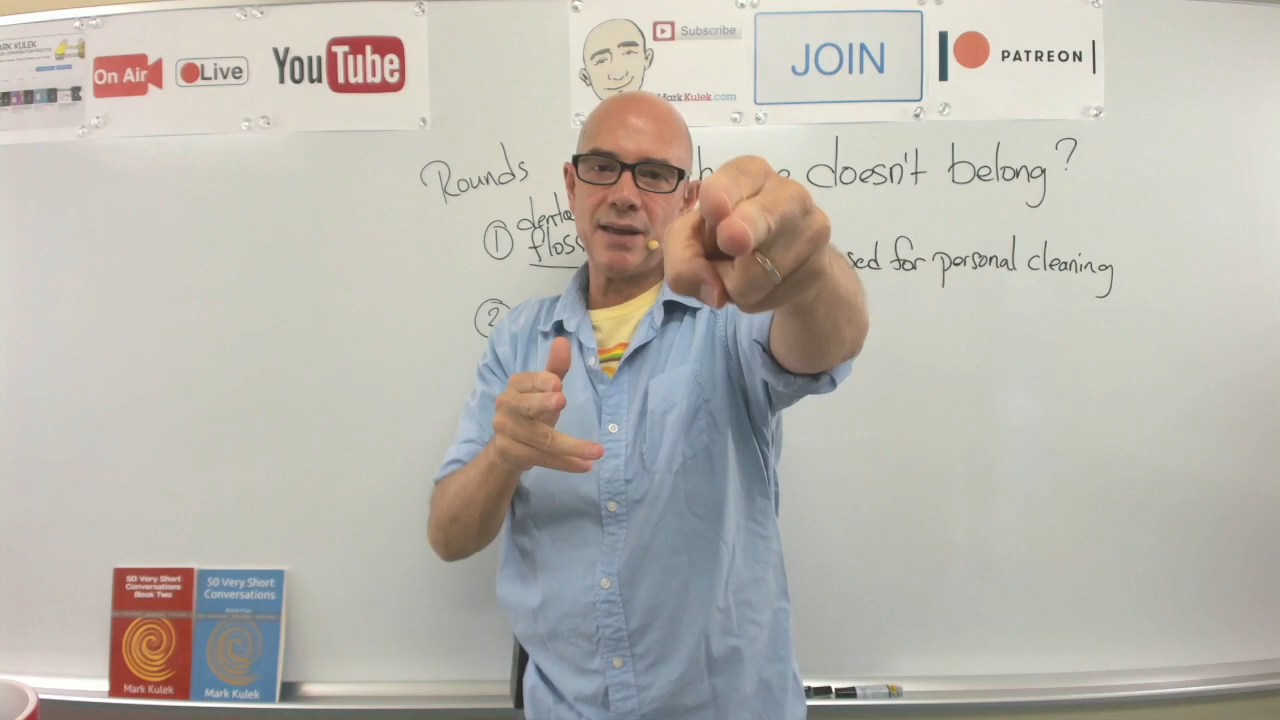 ARK KULEK
On Air
Live
YouTube
Subscribe
MarkKulek.com
JOIN
PATREON
Rounds
doesn't belong?
①
floss
for personal cleaning
②
50 Very Short
Conversations
Book Two
Mark Kulek
50 Very Short
Conversations
Mark Kulek